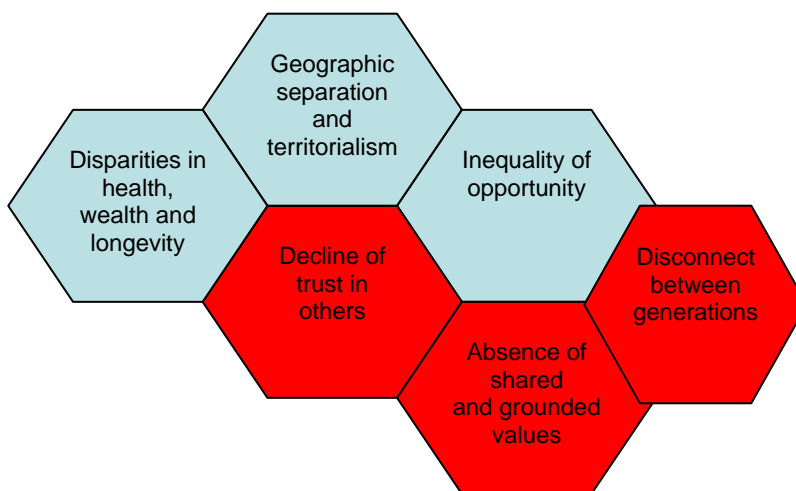 Geographic
separation
and
territorialism
Disparities in
health,
wealth and
longevity
Inequality of
opportunity
Decline of
trust in
others
Disconnect
between
generations
Absence of
shared
and grounded
values